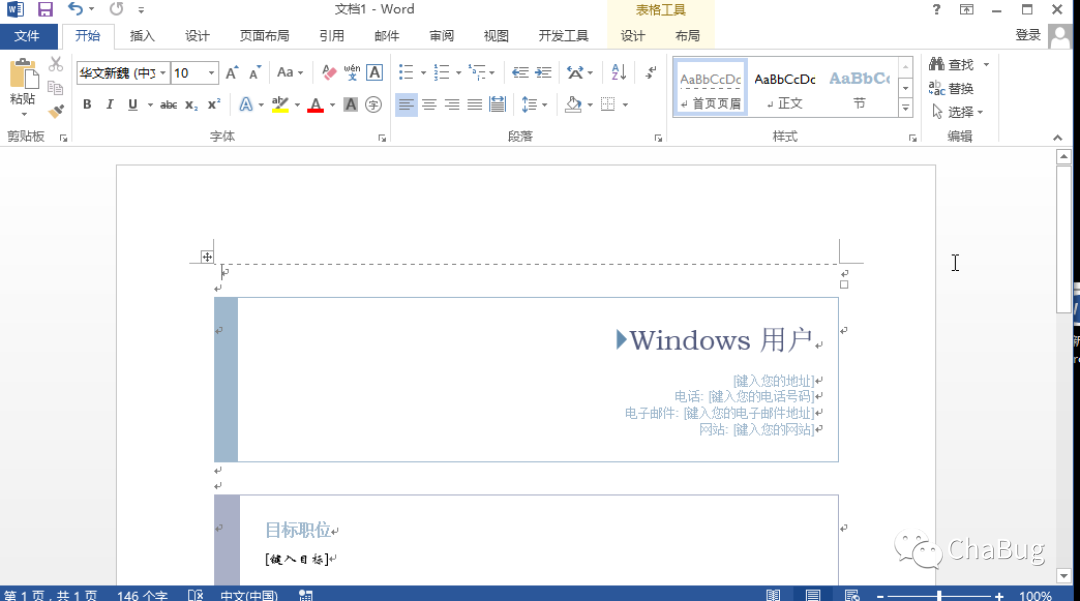 文档1 - Word
表格工具
?
文件 开始 插入 设计 页面布局 引用 邮件 审阅 视图 开发工具 设计 布局 登录
粘贴
华文新魏 (中文 10 A A Aa wén 文 A
B I U abc x₂ x² A ab A A 字
AaBbCcDc AaBbCcDc AaBbCc
首页页眉 正文 节
查找
替换
选择
剪贴板 字体 段落 样式 编辑
Windows 用户
[键入您的地址]
电话: [键入您的电话号码]
电子邮件: [键入您的电子邮件地址]
网站: [键入您的网站]
目标职位
[键入目标]
ChaBug
第 1 页，共 1 页 146 个字 中文(中国) 100%